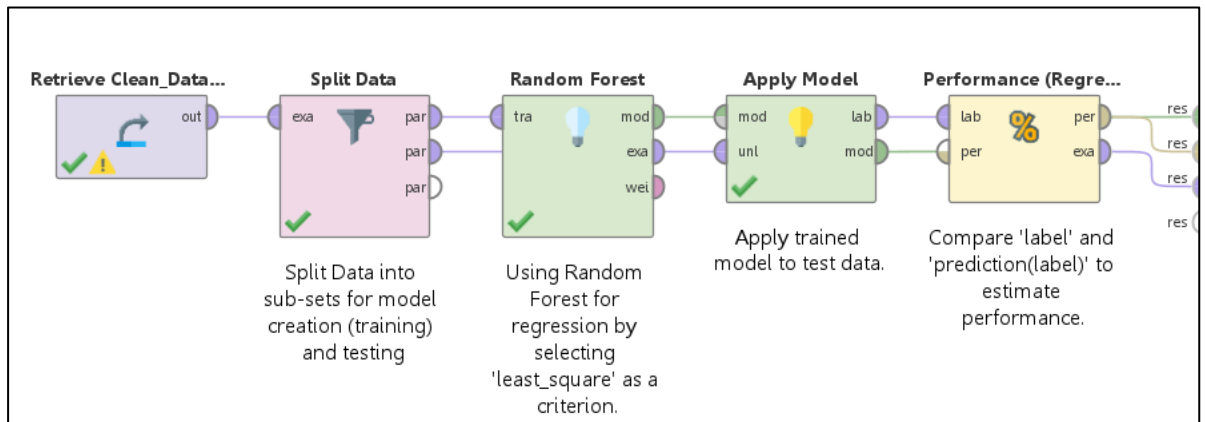 Retrieve Clean_Data...
Split Data
Random Forest
Apply Model
Performance (Regre...
out
exa
par
par
par
tra
mod
exa
wei
mod
unl
lab
mod
lab
per
per
exa
res
res
res
res
%
Split Data into
sub-sets for model
creation (training)
and testing
Using Random
Forest for
regression by
selecting
'least_square' as a
criterion.
Apply trained
model to test data.
Compare 'label' and
'prediction(label)' to
estimate
performance.